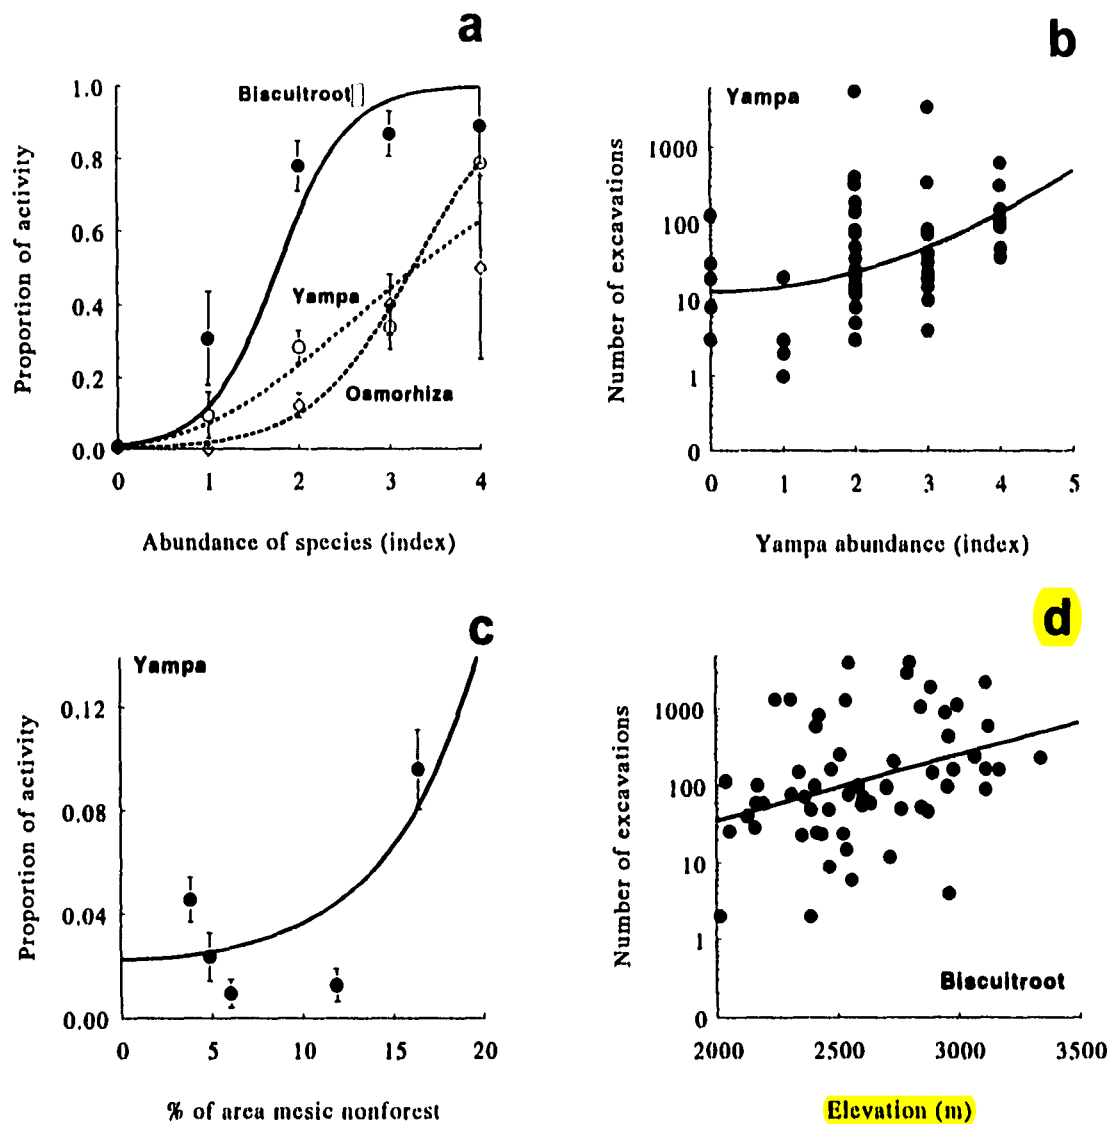 a
Biscuitroot
Yampa
Osmorhiza
Proportion of activity
1.0
0.8
0.6
0.4
0.2
0.0
0 1 2 3 4
Abundance of species (index)
b
Yampa
Number of excavations
1000
100
10
1
0
0 1 2 3 4 5
Yampa abundance (index)
c
Yampa
Proportion of activity
0.12
0.08
0.04
0.00
0 5 10 15 20
% of area mesic nonforest
d
Number of excavations
1000
100
10
1
0
Biscuitroot
2000 2500 3000 3500
Elevation (m)